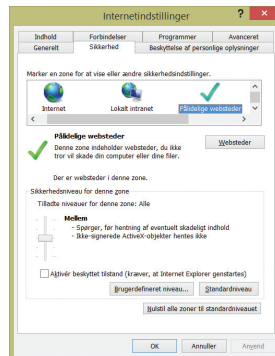 Internetindstillinger
Indhold Forbindelser Programmer Avanceret
Generelt Sikkerhed Beskyttelse af personlige oplysninger
Marker en zone for at vise eller ændre sikkerhedsindstillinger.
Internet Lokalt intranet Pålidelige websteder
Pålidelige websteder
Denne zone indeholder websteder, du ikke
tror vil skade din computer eller dine filer.
Websteder
Der er websteder i denne zone.
Sikkerhedsniveau for denne zone
Tilladte niveauer for denne zone: Alle
Mellem
- Spørger, før hentning af eventuelt skadeligt indhold
- Ikke-signerede ActiveX-objekter hentes ikke
Aktivér beskyttet tilstand (kræver, at Internet Explorer genstartes)
Brugerdefineret niveau... Standardniveau
Nulstil alle zoner til standardniveauet
OK Annuller Anvend